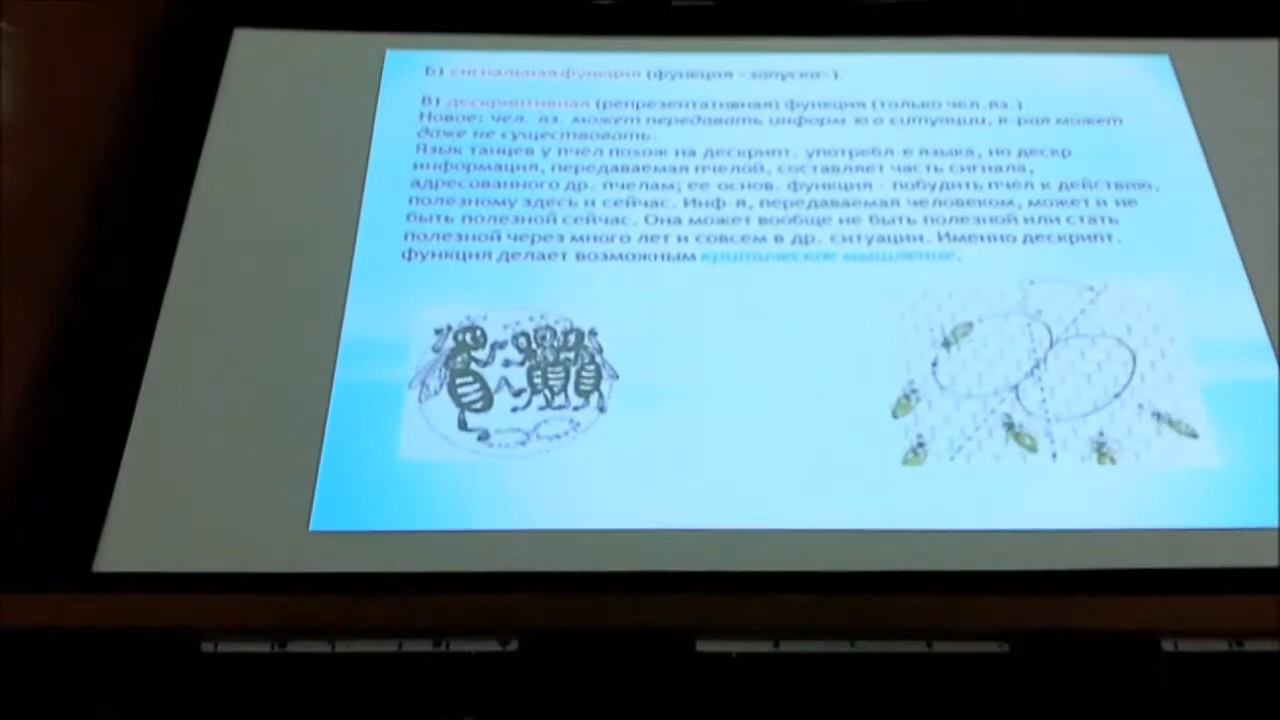 Б) сигнальная функция (функция «запуска»).
В) дескриптивная (репрезентативная) функция (только чел. яз.)
Новое: чел. яз. может передавать информ-ю о ситуации, к-рая может
даже не существовать.
Язык танцев у пчел похож на дескрипт. употребл-е языка, но дескр
информация, передаваемая пчелой, составляет часть сигнала,
адресованного др. пчелам; ее основ. функция - побудить пчел к действию,
полезному здесь и сейчас. Инф-я, передаваемая человеком, может и не
быть полезной сейчас. Она может вообще не быть полезной или стать
полезной через много лет и совсем в др. ситуации. Именно дескрипт.
функция делает возможным критическое мышление.